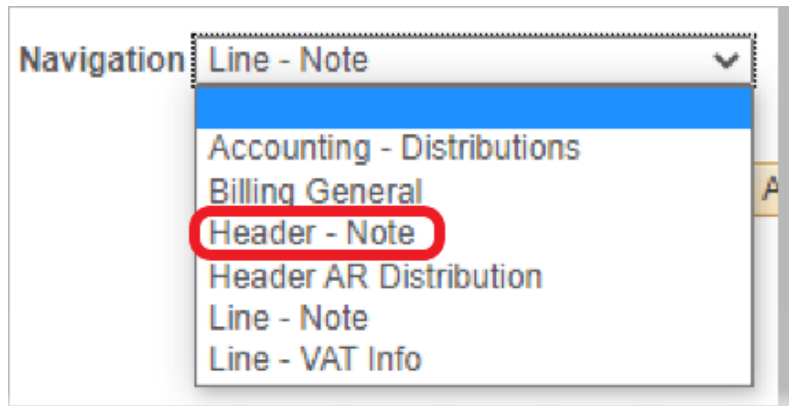 Navigation Line - Note
Accounting - Distributions
Billing General
A
Header - Note
Header AR Distribution
Line - Note
Line - VAT Info